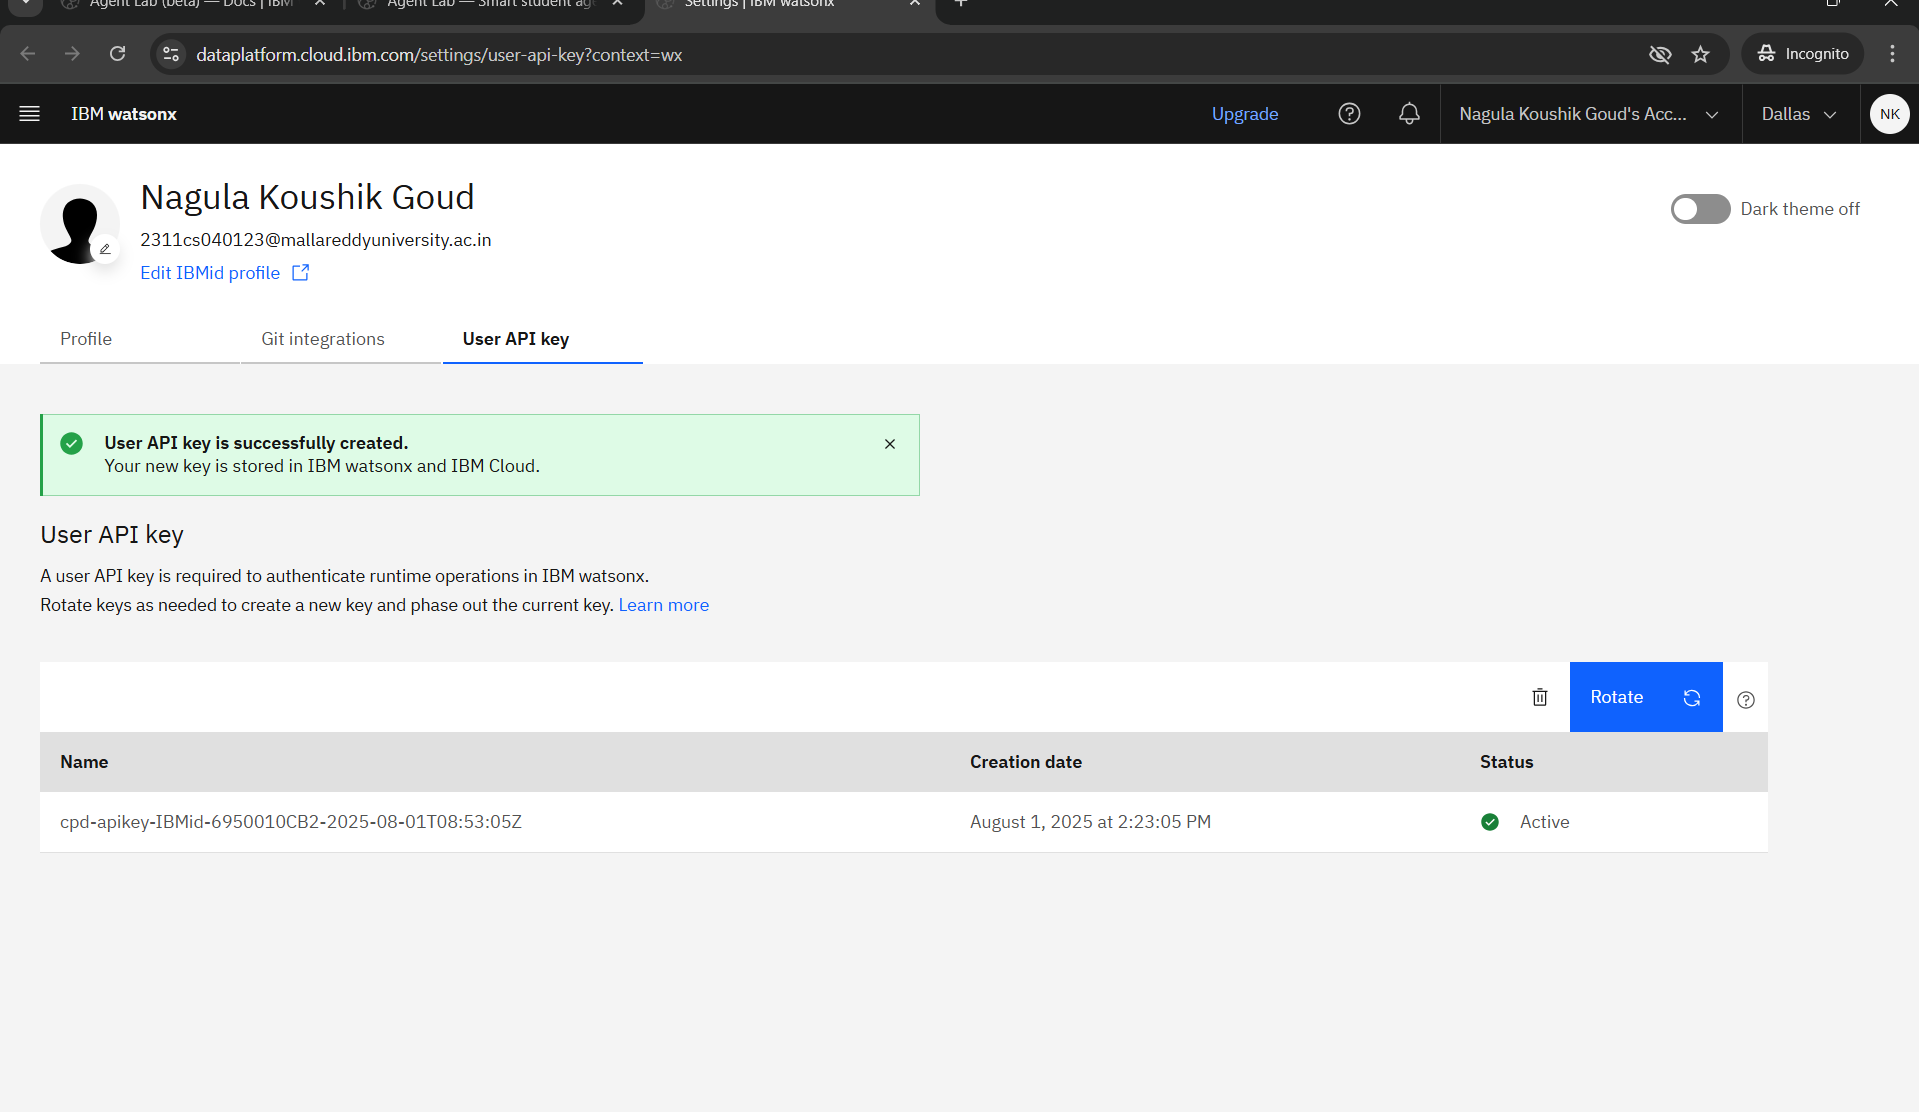 Agent Lab (beta) — Docs | IBM
Agent Lab — Smart student ag
Settings | IBM watsonx
dataplatform.cloud.ibm.com/settings/user-api-key?context=wx
Incognito
IBM watsonx
Upgrade
Nagula Koushik Goud's Acc...
Dallas
NK
Nagula Koushik Goud
2311cs040123@mallareddyuniversity.ac.in
Edit IBMid profile
Dark theme off
Profile
Git integrations
User API key
User API key is successfully created.
Your new key is stored in IBM watsonx and IBM Cloud.
User API key
A user API key is required to authenticate runtime operations in IBM watsonx.
Rotate keys as needed to create a new key and phase out the current key. Learn more
Rotate
Name
Creation date
Status
cpd-apikey-IBMid-6950010CB2-2025-08-01T08:53:05Z
August 1, 2025 at 2:23:05 PM
Active